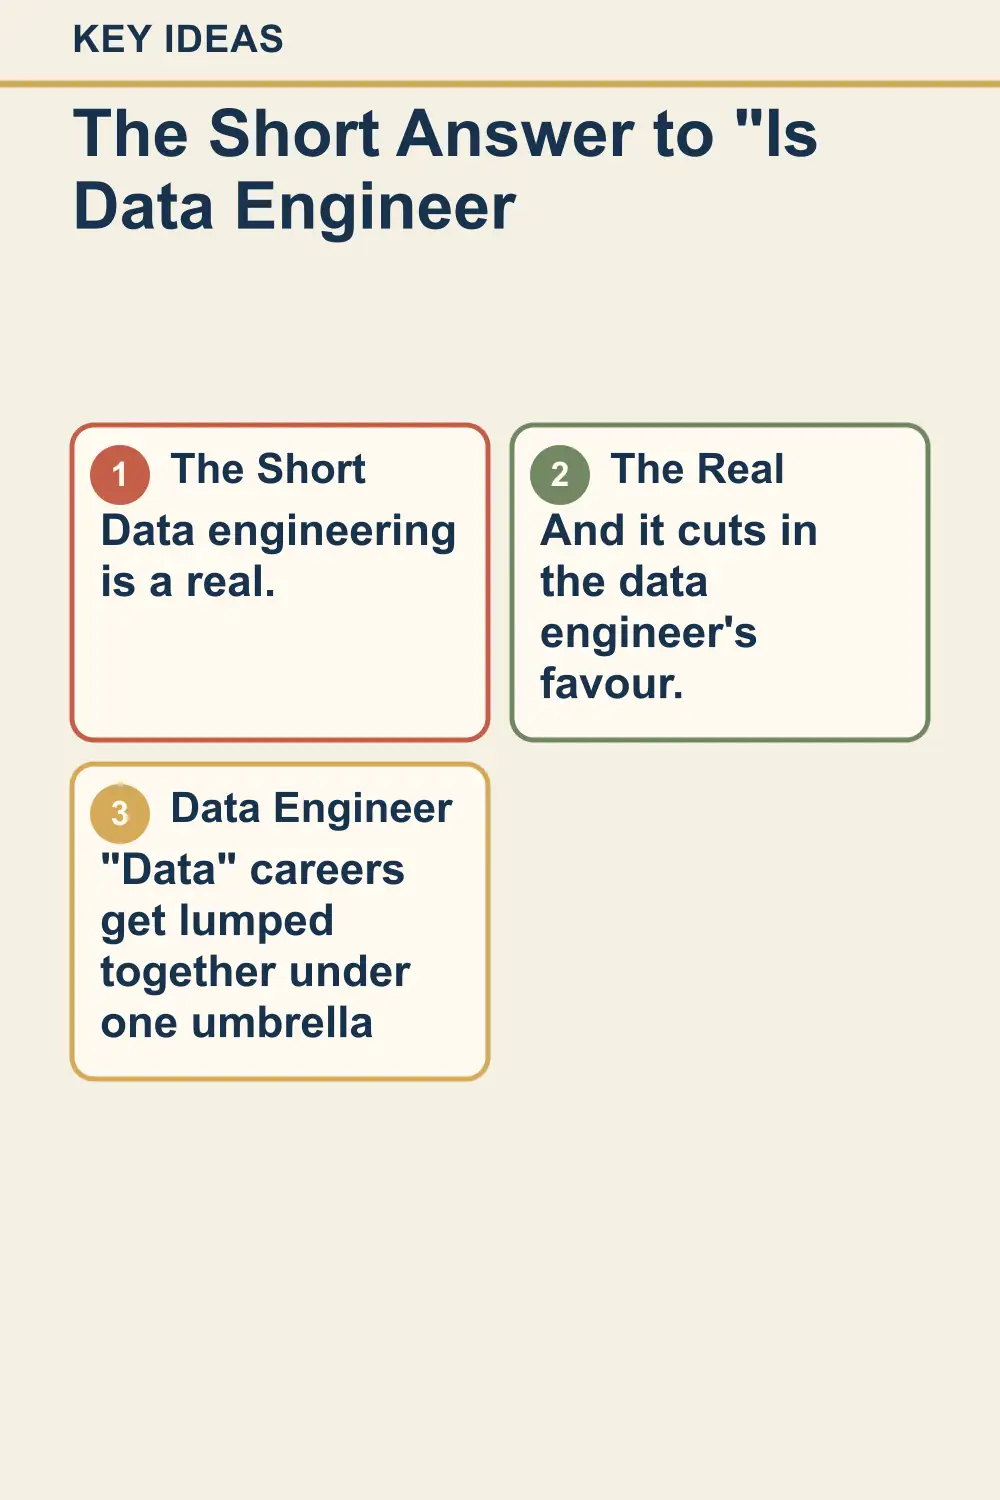 KEY IDEAS
The Short Answer to "Is
Data Engineer
1 The Short
Data engineering
is a real.
2 The Real
And it cuts in
the data
engineer's
favour.
3 Data Engineer
"Data" careers
get lumped
together under
one umbrella